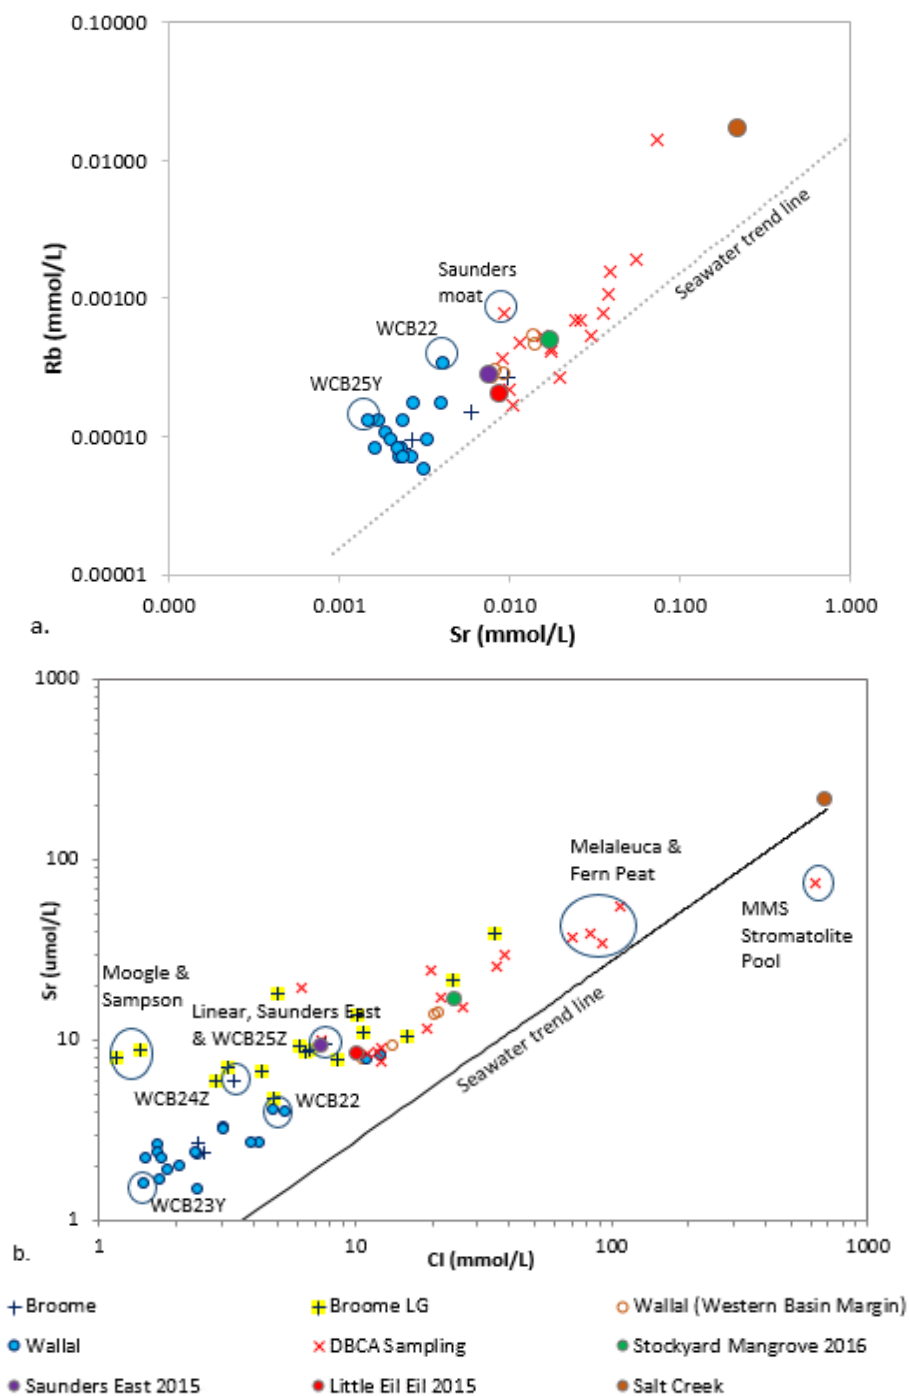 0.10000
0.01000
0.00100
0.00010
0.00001
Rb (mmol/L)
Saunders
moat
WCB22
WCB25Y
Seawater trend line
0.000
0.001
0.010
0.100
1.000
Sr (mmol/L)
a.
1000
100
10
1
Sr (umol/L)
Melaleuca &
Fern Peat
MMS
Stromatolite
Pool
Moogle &
Sampson
Linear, Saunders East
& WCB25Z
WCB24Z
WCB22
WCB23Y
Seawater trend line
1
10
100
1000
Cl (mmol/L)
b.
Broome
Broome LG
Wallal (Western Basin Margin)
Wallal
DBCA Sampling
Stockyard Mangrove 2016
Saunders East 2015
Little Eil Eil 2015
Salt Creek